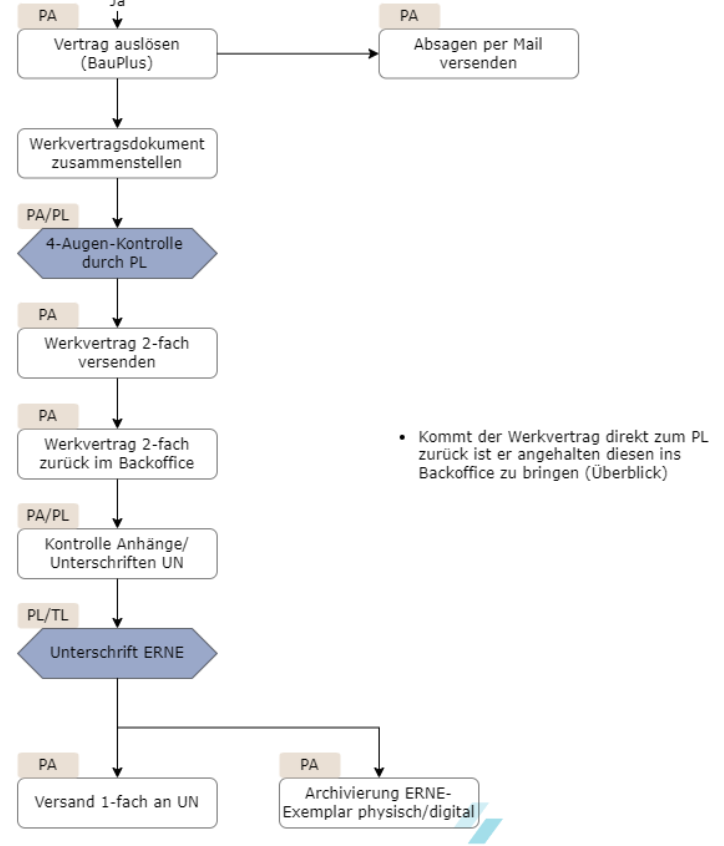 Ja
PA
Vertrag auslösen
(BauPlus)
PA
Absagen per Mail
versenden
Werkvertragsdokument
zusammenstellen
PA/PL
4-Augen-Kontrolle
durch PL
PA
Werkvertrag 2-fach
versenden
PA
Werkvertrag 2-fach
zurück im Backoffice
• Kommt der Werkvertrag direkt zum PL
zurück ist er angehalten diesen ins
Backoffice zu bringen (Überblick)
PA/PL
Kontrolle Anhänge/
Unterschriften UN
PL/TL
Unterschrift ERNE
PA
Versand 1-fach an UN
PA
Archivierung ERNE-
Exemplar physisch/digital